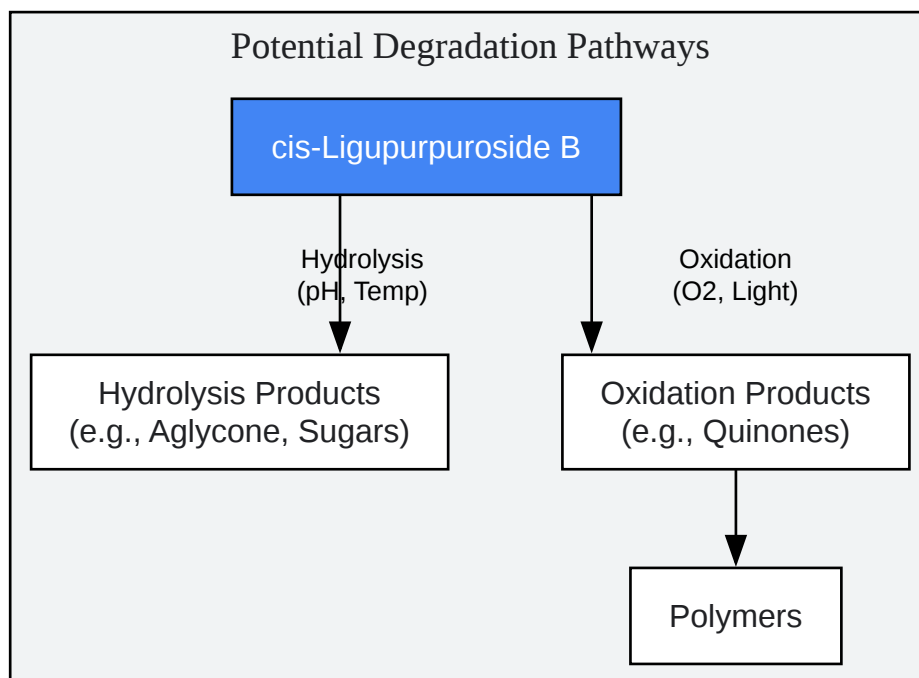 Potential Degradation Pathways
cis-Ligupurpuroside B
Hydrolysis
(pH, Temp)
Oxidation
(O2, Light)
Hydrolysis Products
(e.g., Aglycone, Sugars)
Oxidation Products
(e.g., Quinones)
Polymers